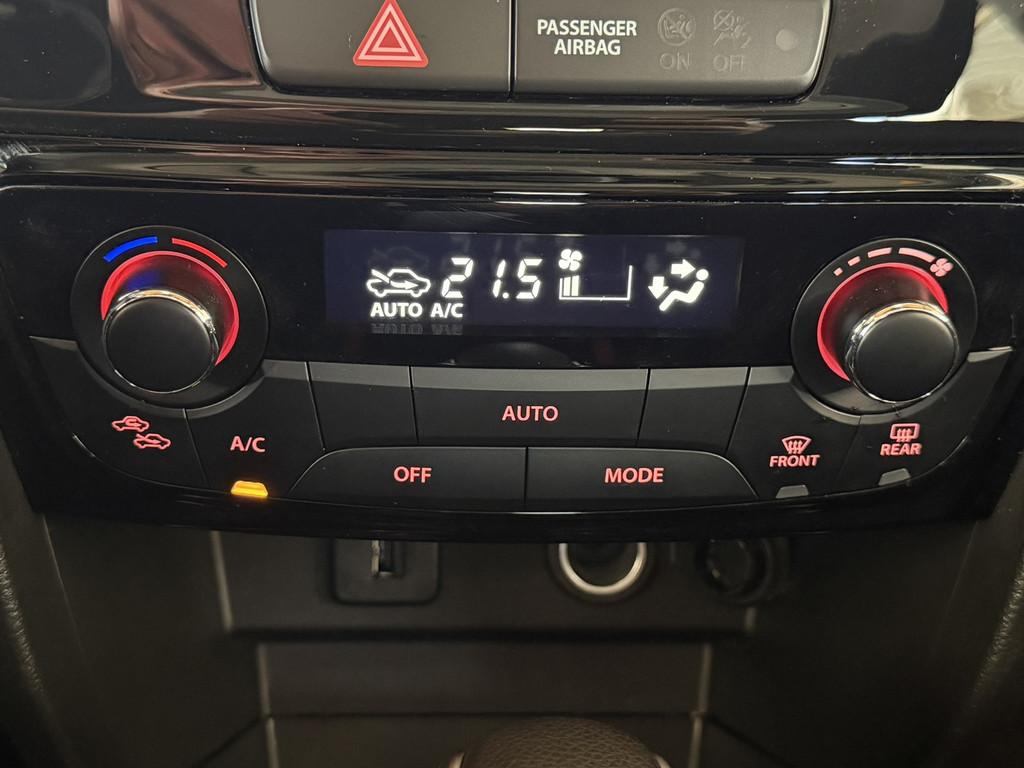 PASSENGER
AIRBAG
ON OFF
21.5
AUTO A/C
AUTO
A/C
FRONT
REAR
OFF
MODE